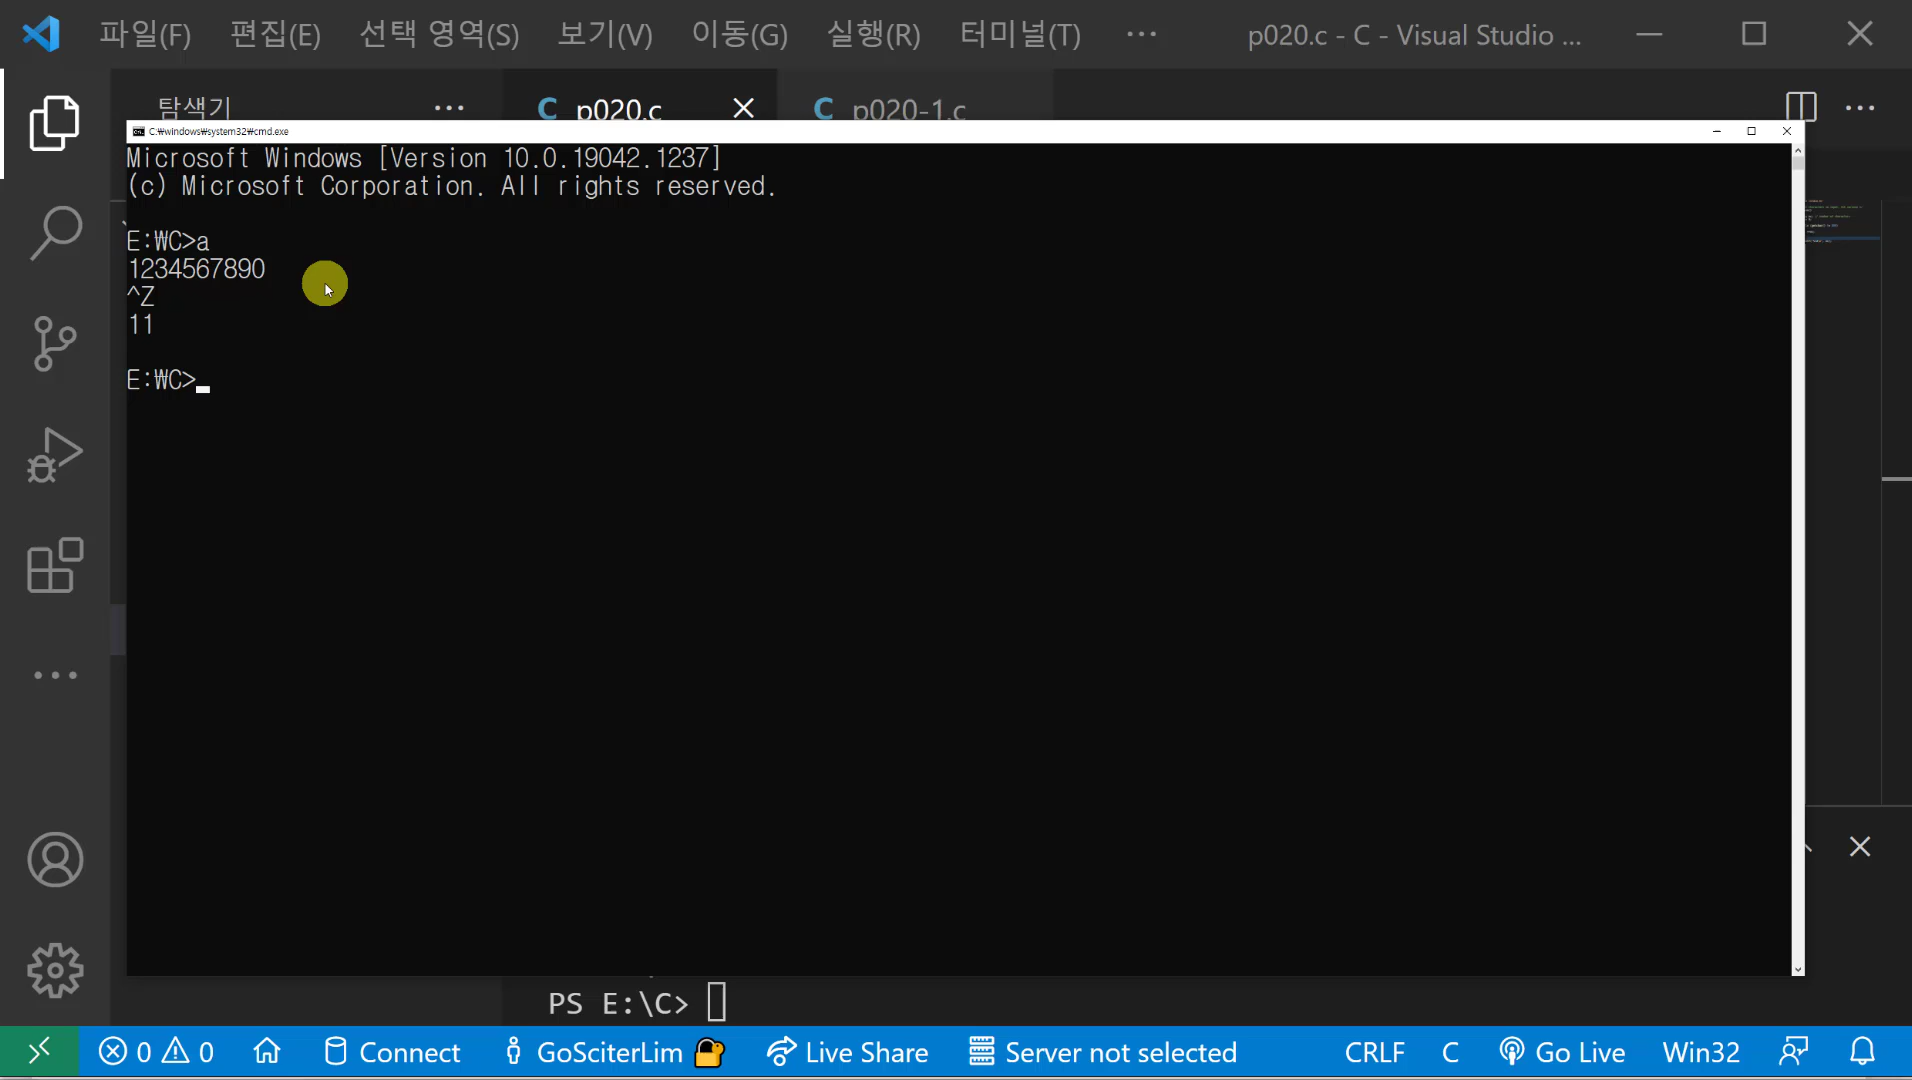 파일(F) 편집(E) 선택 영역(S) 보기(V) 이동(G) 실행(R) 터미널(T) ··· p020.c - C - Visual Studio ...
탐색기 ··· C p020.c C p020-1.c ···
C:₩windows₩system32₩cmd.exe
Microsoft Windows [Version 10.0.19042.1237]
(c) Microsoft Corporation. All rights reserved.
E:₩C>a
1234567890
^Z
11
E:₩C>
PS E:\C>
0 0 Connect GoSciterLim Live Share Server not selected CRLF C Go Live Win32